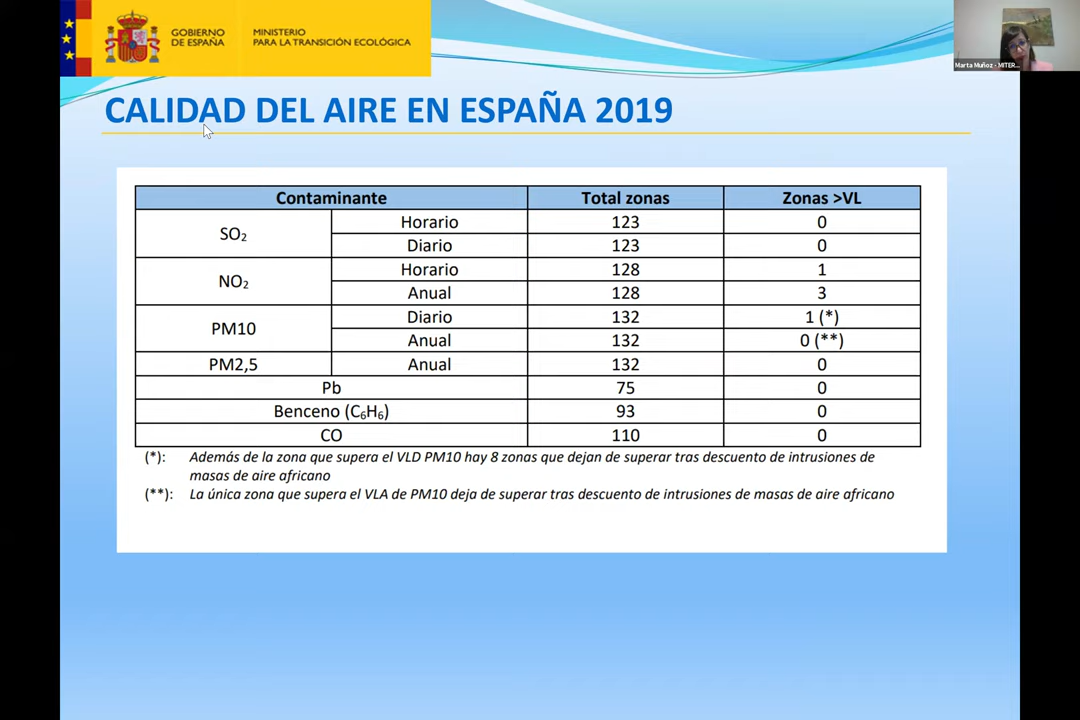 GOBIERNO
DE ESPAÑA
MINISTERIO
PARA LA TRANSICIÓN ECOLÓGICA
Marta Muñoz - MITER...
CALIDAD DEL AIRE EN ESPAÑA 2019
Contaminante Total zonas Zonas >VL
SO₂ Horario 123 0
Diario 123 0
NO₂ Horario 128 1
Anual 128 3
PM10 Diario 132 1 (*)
Anual 132 0 (**)
PM2,5 Anual 132 0
Pb 75 0
Benceno (C₆H₆) 93 0
CO 110 0
(*): Además de la zona que supera el VLD PM10 hay 8 zonas que dejan de superar tras descuento de intrusiones de
masas de aire africano
(**): La única zona que supera el VLA de PM10 deja de superar tras descuento de intrusiones de masas de aire africano